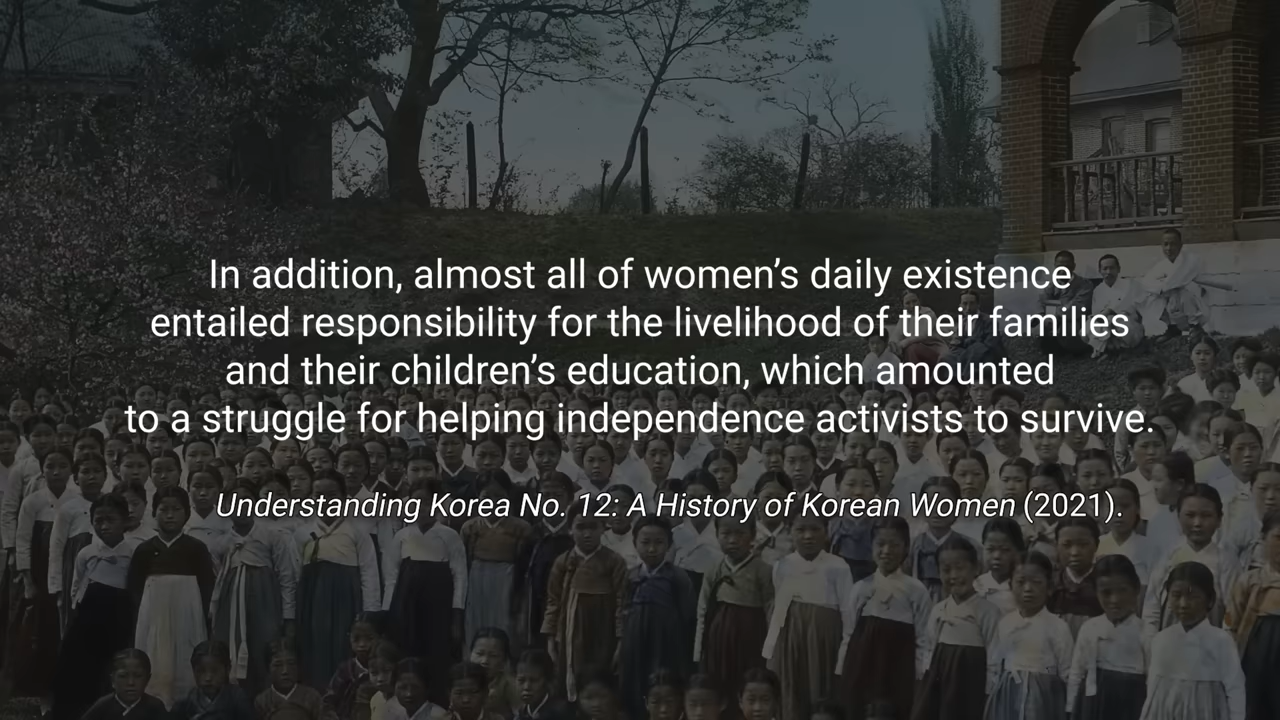 In addition, almost all of women’s daily existence
entailed responsibility for the livelihood of their families
and their children’s education, which amounted
to a struggle for helping independence activists to survive.
Understanding Korea No. 12: A History of Korean Women (2021).